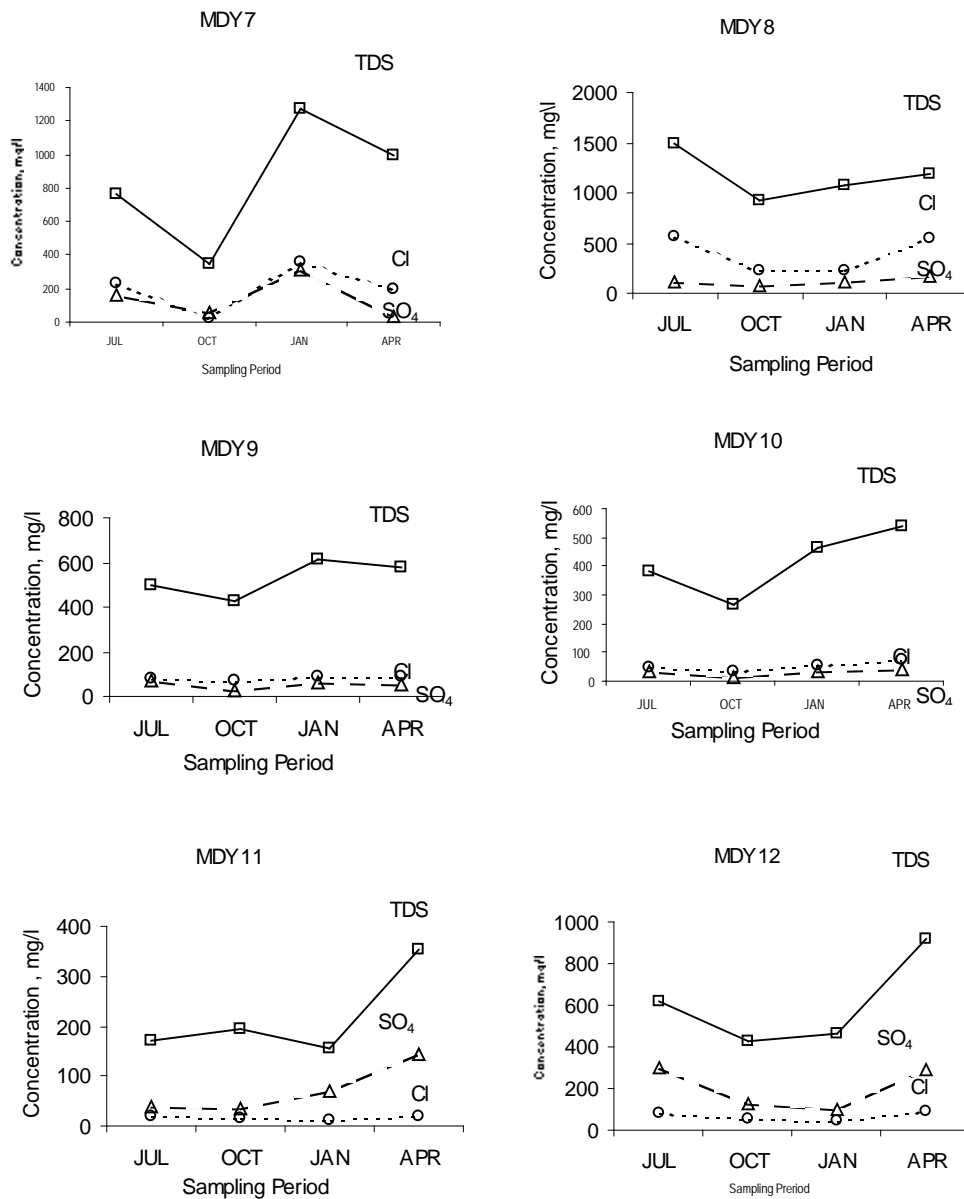 MDY7
TDS
1400
1200
1000
800
600
400
200
0
Concentration, mg/l
Cl
SO4
JUL OCT JAN APR
Sampling Period
MDY8
TDS
2000
1500
1000
500
0
Concentration, mg\l
Cl
SO4
JUL OCT JAN APR
Sampling Period
MDY9
TDS
800
600
400
200
0
Concentration, mg/l
Cl
SO4
JUL OCT JAN APR
Sampling Period
MDY10
TDS
600
500
400
300
200
100
0
Concentration, mg/l
Cl
SO4
JUL OCT JAN APR
Sampling Period
MDY11
TDS
400
300
200
100
0
Concentration , mg/l
SO4
Cl
JUL OCT JAN APR
Sampling Period
MDY12
TDS
1000
800
600
400
200
0
Concentration, mg/l
SO4
Cl
JUL OCT JAN APR
Sampling Preriod